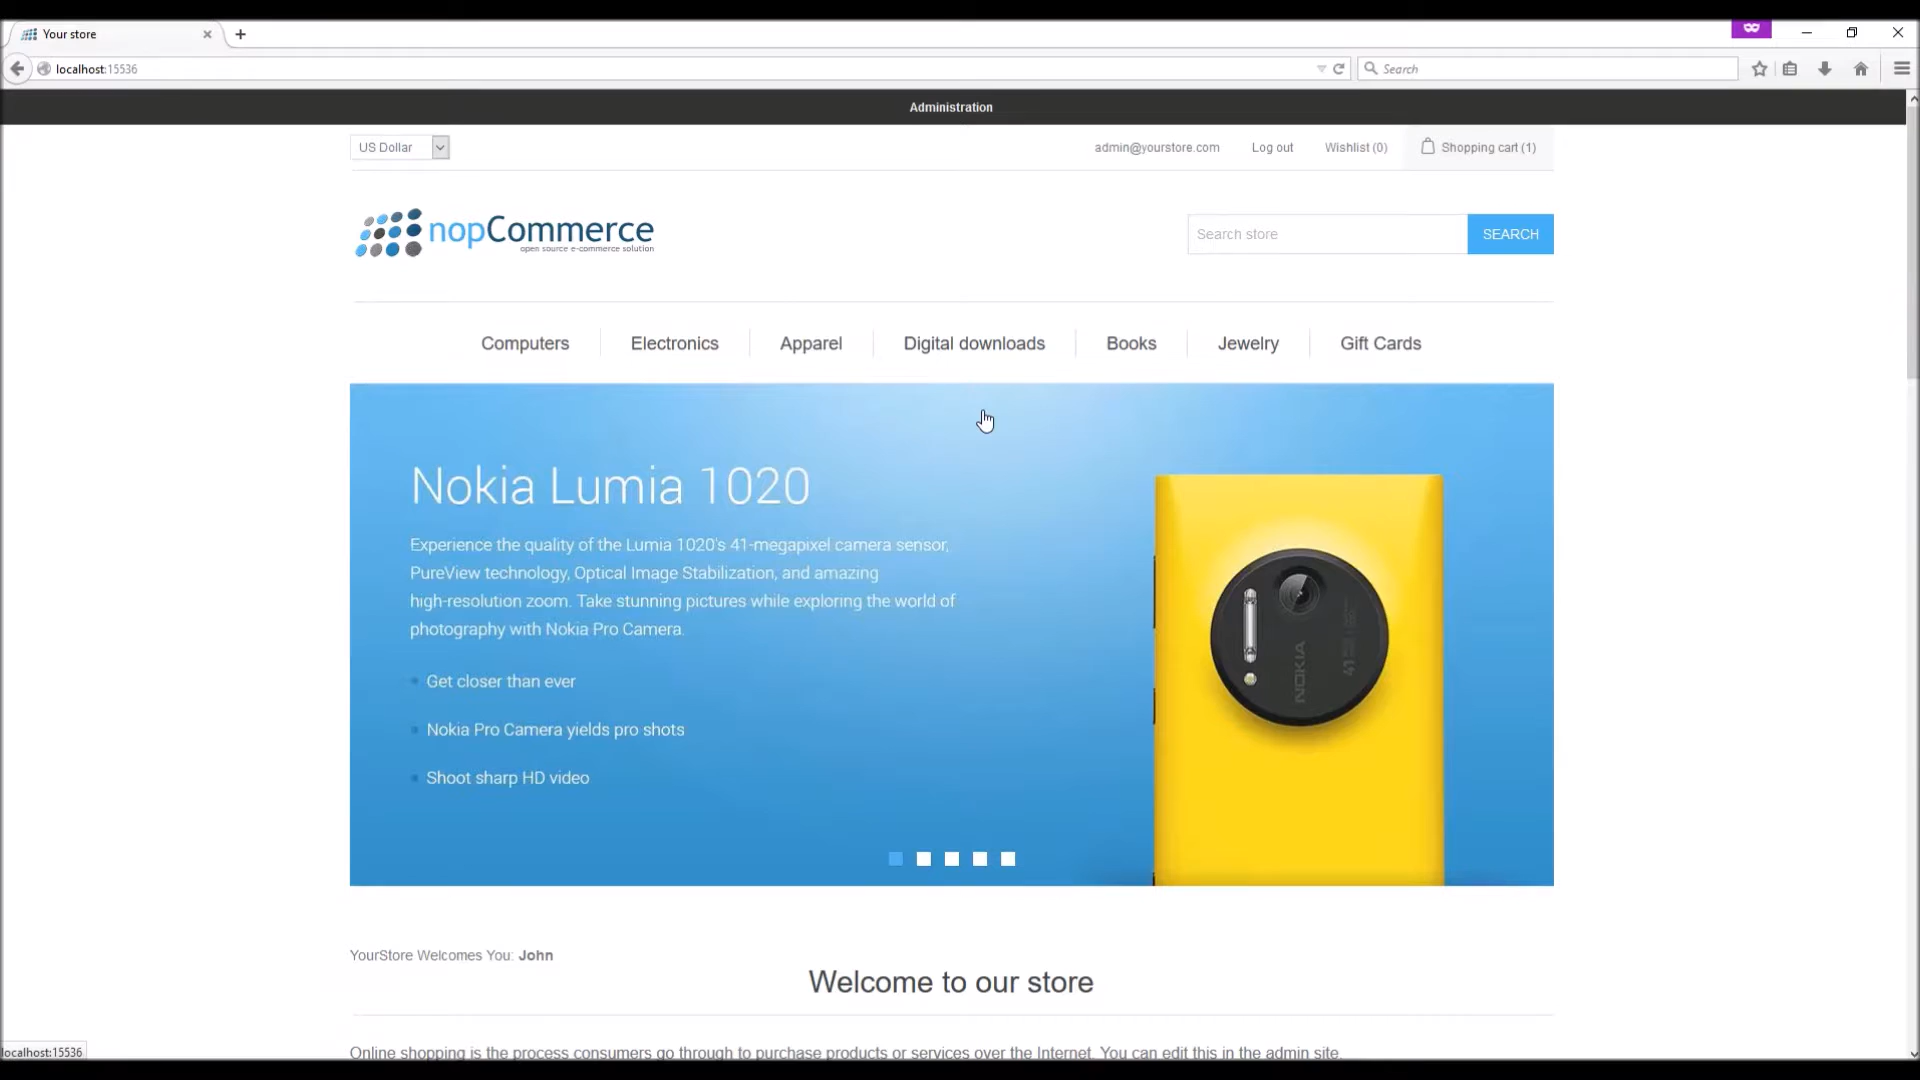 Your store
localhost:15536
Search
Administration
US Dollar
admin@yourstore.com
Log out
Wishlist (0)
Shopping cart (1)
nopCommerce
open source e-commerce solution
Search store
SEARCH
Computers
Electronics
Apparel
Digital downloads
Books
Jewelry
Gift Cards
Nokia Lumia 1020
Experience the quality of the Lumia 1020's 41-megapixel camera sensor,
PureView technology, Optical Image Stabilization, and amazing
high-resolution zoom. Take stunning pictures while exploring the world of
photography with Nokia Pro Camera.
Get closer than ever
Nokia Pro Camera yields pro shots
Shoot sharp HD video
NOKIA
YourStore Welcomes You: John
Welcome to our store
Online shopping is the process consumers go through to purchase products or services over the Internet. You can edit this in the admin site.
localhost:15536